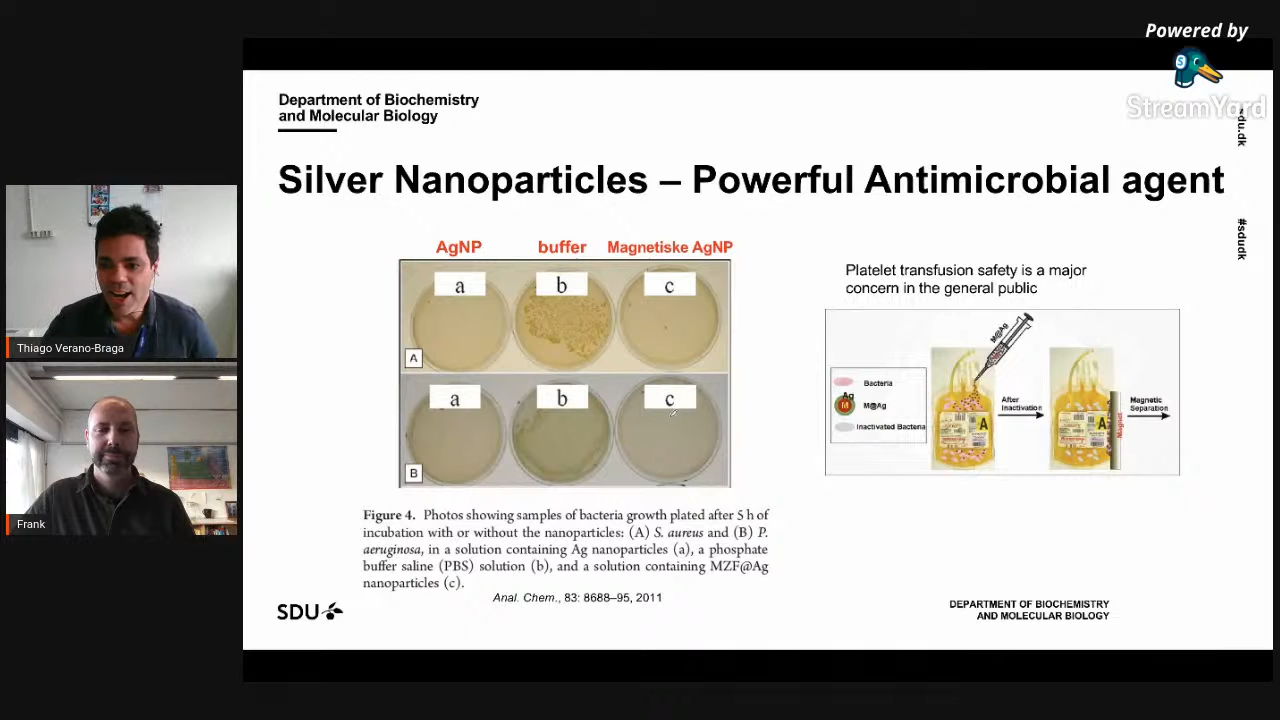 Powered by
StreamYard
Department of Biochemistry
and Molecular Biology
sdu.dk
#sdudk
Silver Nanoparticles – Powerful Antimicrobial agent
AgNP
buffer
Magnetiske AgNP
a
b
c
A
a
b
c
B
Platelet transfusion safety is a major
concern in the general public
M@Ag
Bacteria
Ag
M
M@Ag
Inactivated Bacteria
A
After
Inactivation
A
Magnet
Magnetic
Separation
Figure 4. Photos showing samples of bacteria growth plated after 5 h of
incubation with or without the nanoparticles: (A) S. aureus and (B) P.
aeruginosa, in a solution containing Ag nanoparticles (a), a phosphate
buffer saline (PBS) solution (b), and a solution containing MZF@Ag
nanoparticles (c).
Anal. Chem., 83: 8688–95, 2011
SDU
DEPARTMENT OF BIOCHEMISTRY
AND MOLECULAR BIOLOGY
Thiago Verano-Braga
Frank